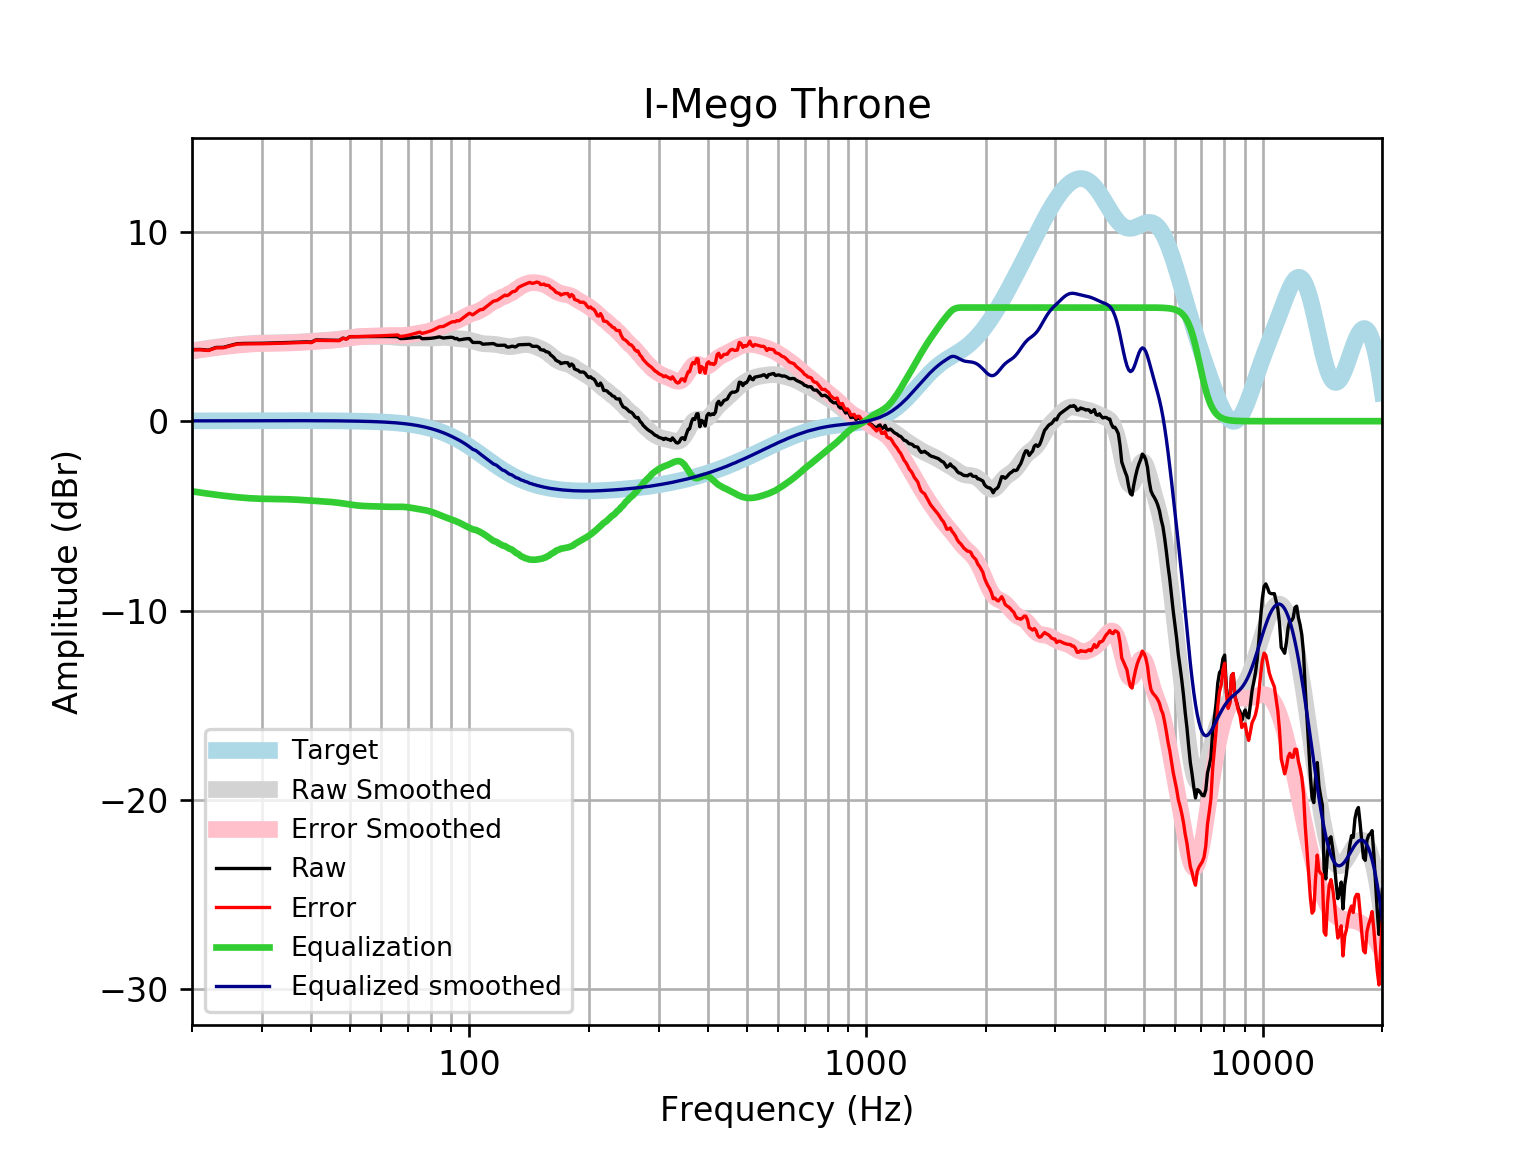 I-Mego Throne
10
0
−10
−20
−30
Amplitude (dBr)
Target
Raw Smoothed
Error Smoothed
Raw
Error
Equalization
Equalized smoothed
100 1000 10000
Frequency (Hz)